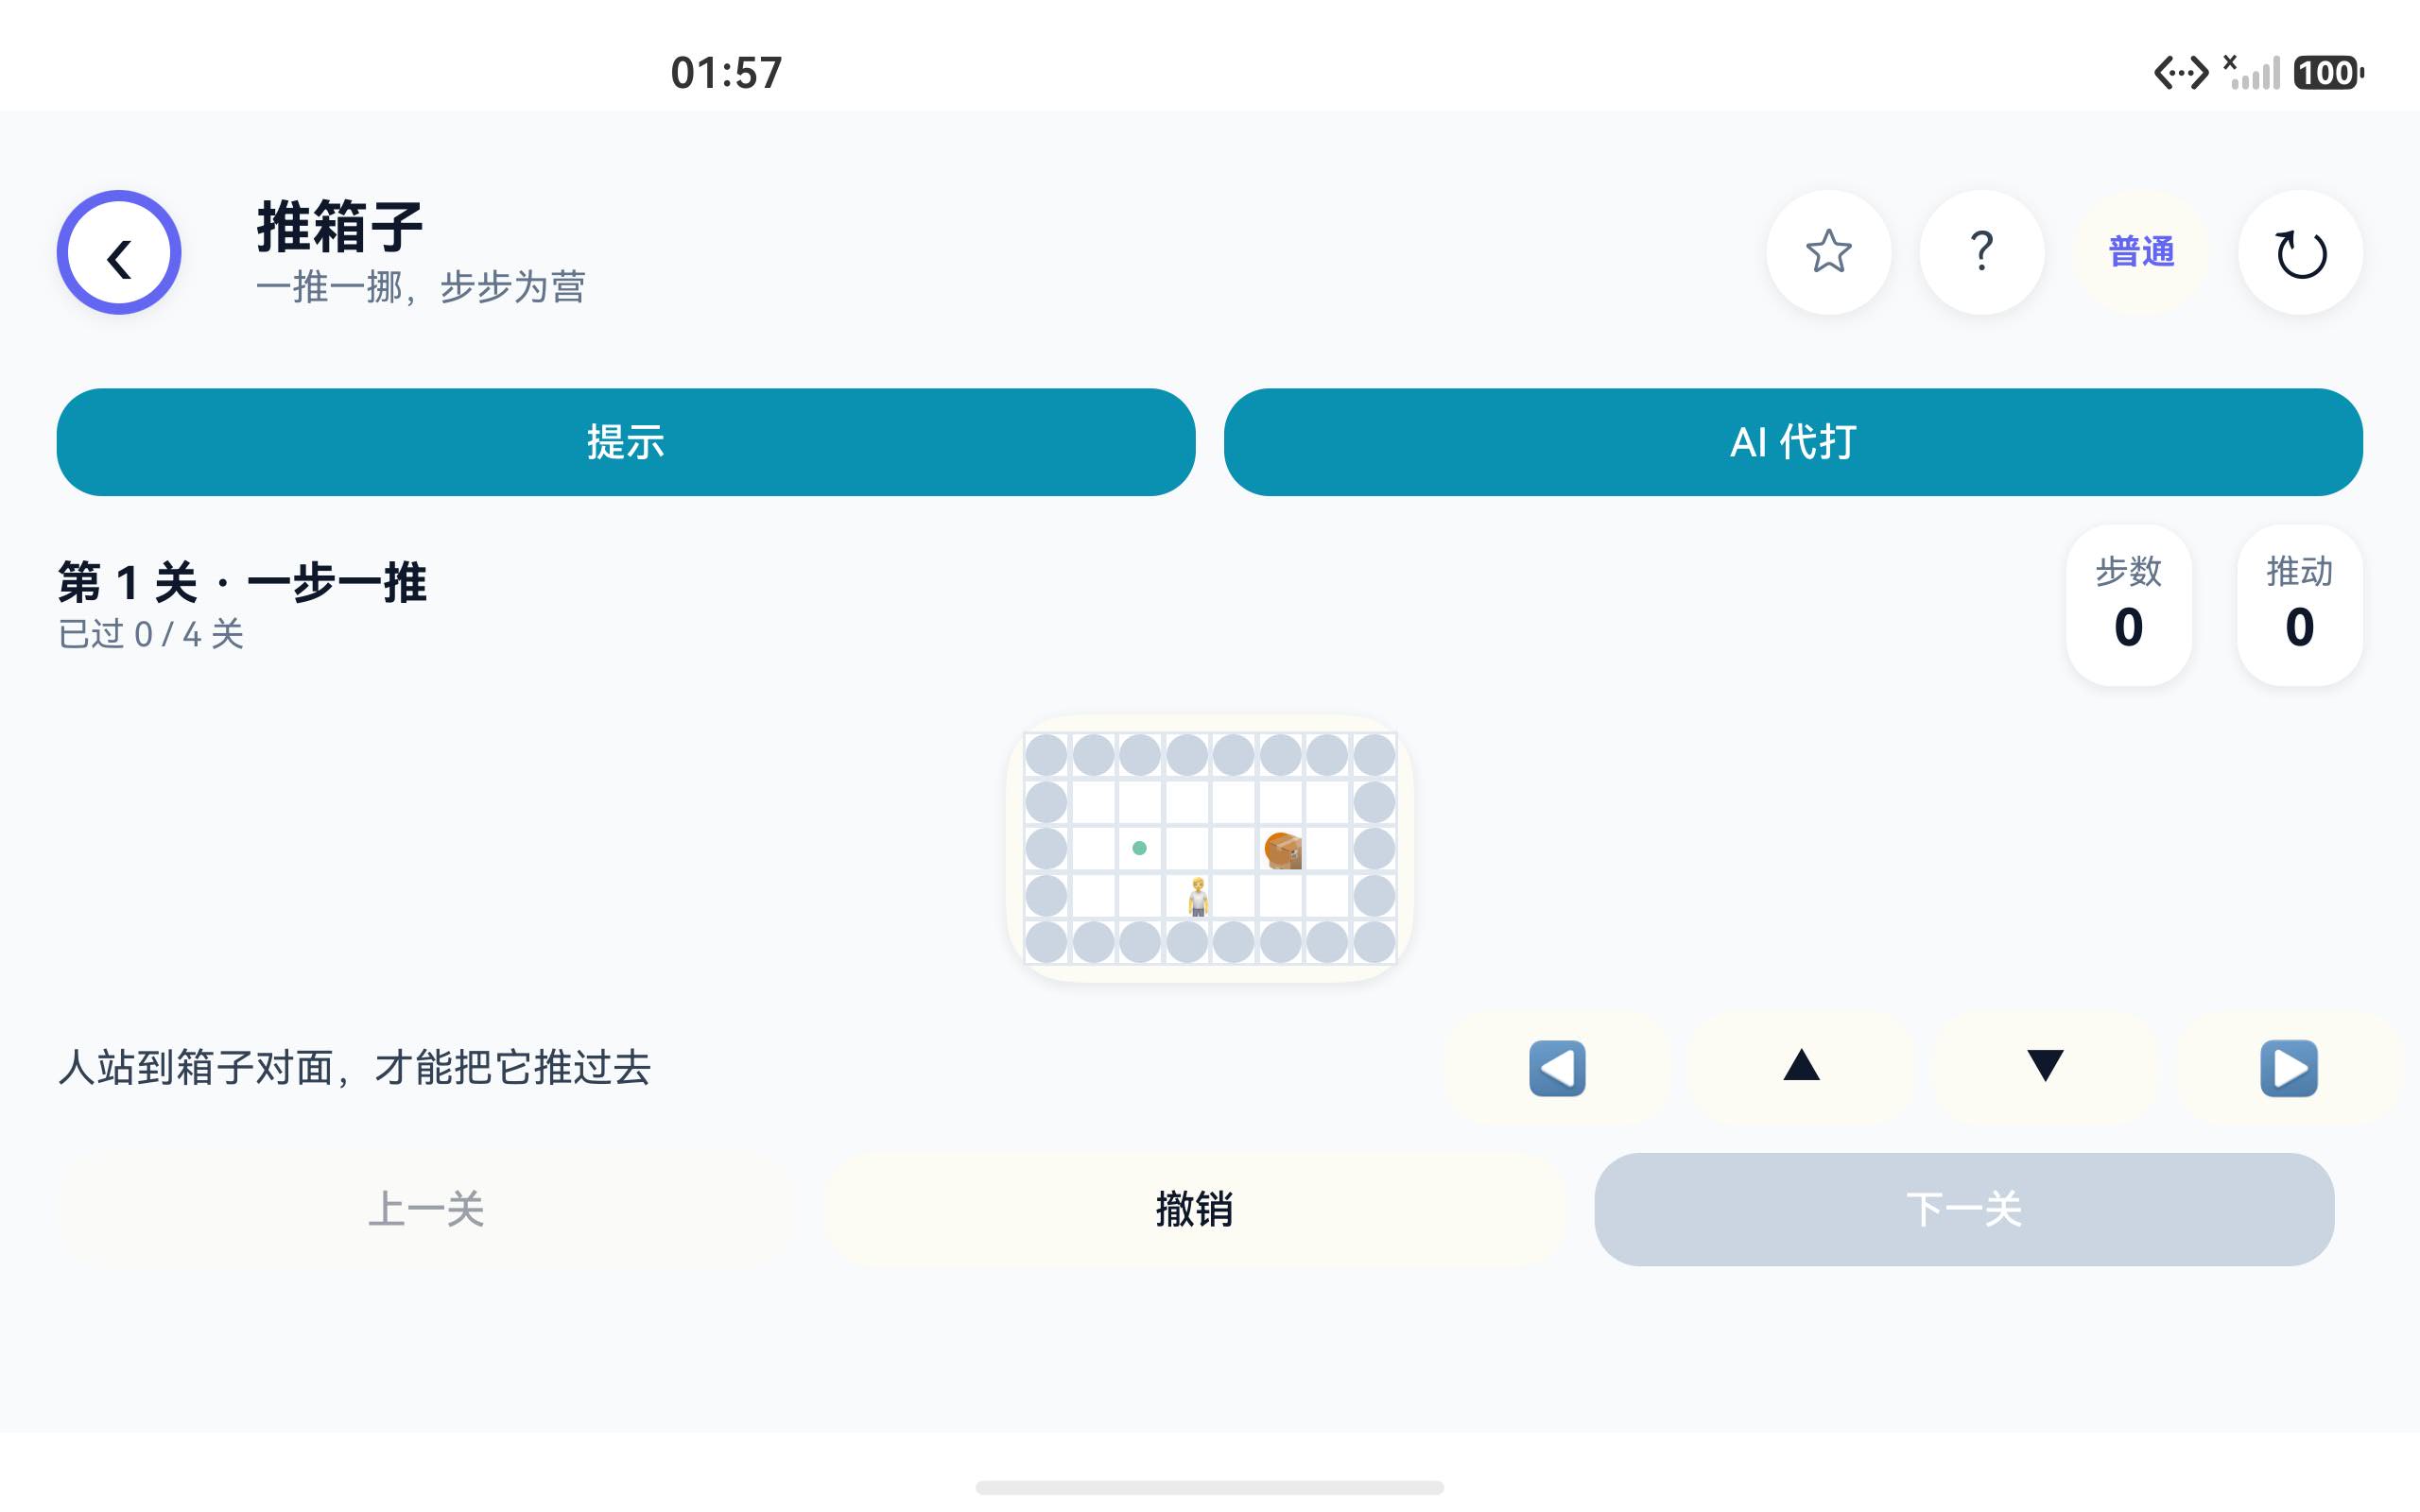 01:57
100
推箱子
一推一挪，步步为营
?
普通
提示
AI 代打
第 1 关 · 一步一推
已过 0 / 4 关
步数
0
推动
0
人站到箱子对面，才能把它推过去
上一关
撤销
下一关